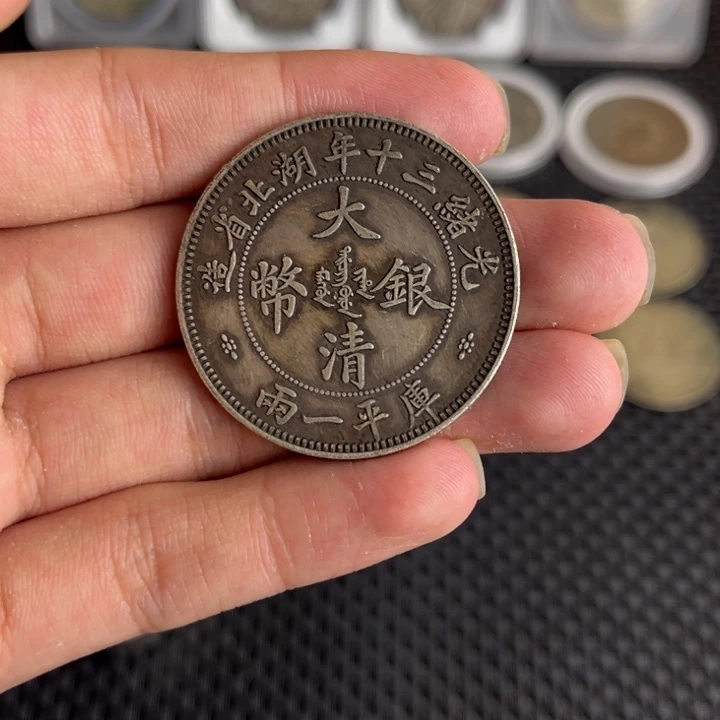 光緒三十年湖北省造
大清銀幣
庫平一兩